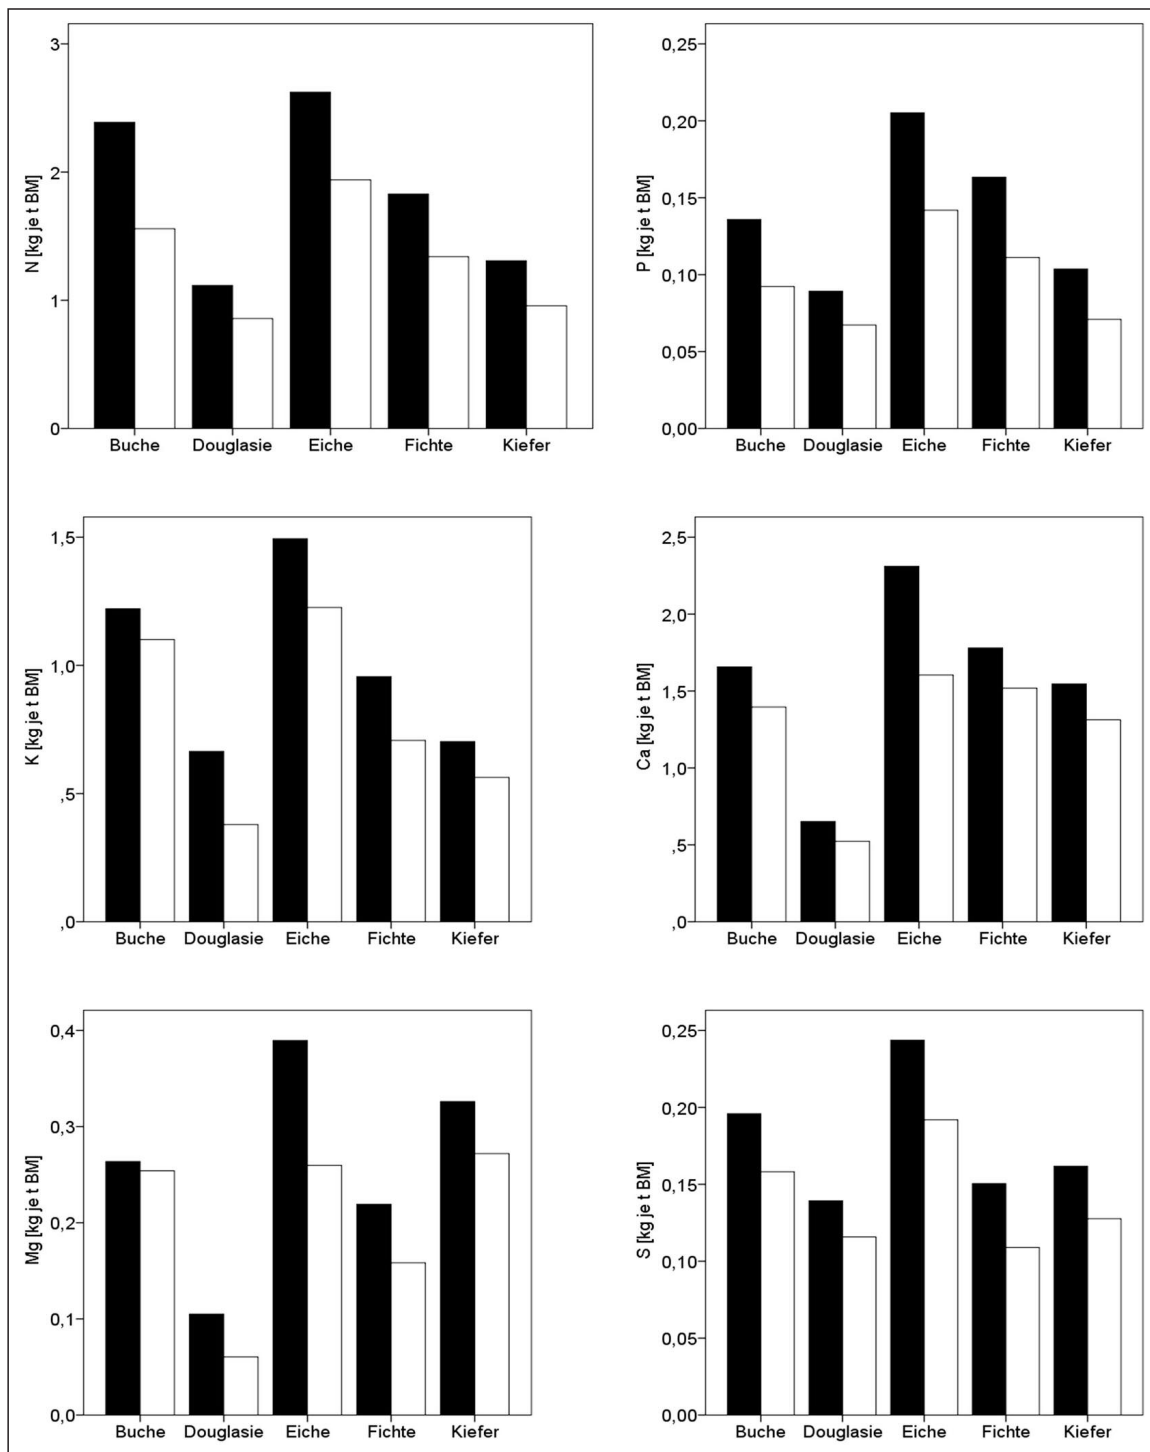 N [kg je t BM]
3
2
1
0
Buche Douglasie Eiche Fichte Kiefer
P [kg je t BM]
0,25
0,20
0,15
0,10
0,05
0,00
Buche Douglasie Eiche Fichte Kiefer
K [kg je t BM]
1,5
1,0
,5
,0
Buche Douglasie Eiche Fichte Kiefer
Ca [kg je t BM]
2,5
2,0
1,5
1,0
,5
,0
Buche Douglasie Eiche Fichte Kiefer
Mg [kg je t BM]
0,4
0,3
0,2
0,1
0,0
Buche Douglasie Eiche Fichte Kiefer
S [kg je t BM]
0,25
0,20
0,15
0,10
0,05
0,00
Buche Douglasie Eiche Fichte Kiefer